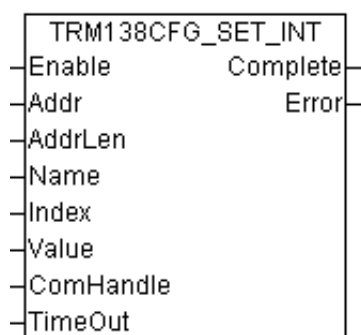 TRM138CFG_SET_INT
Enable Complete
Addr Error
AddrLen
Name
Index
Value
ComHandle
TimeOut